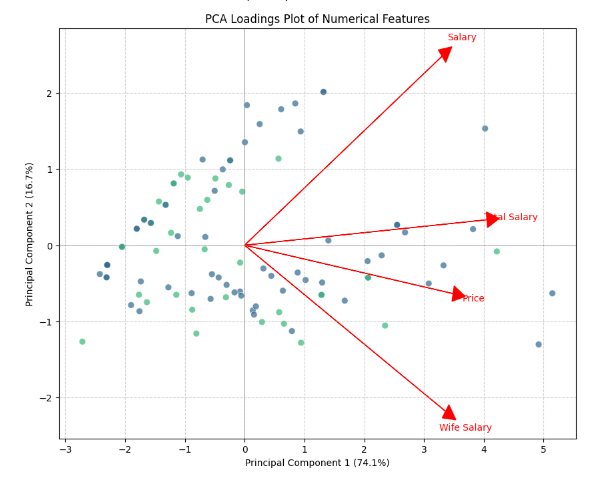 PCA Loadings Plot of Numerical Features
Salary
Total Salary
Price
Wife Salary
2
1
0
−1
−2
−3
−2
−1
0
1
2
3
4
5
Principal Component 1 (74.1%)
Principal Component 2 (16.7%)